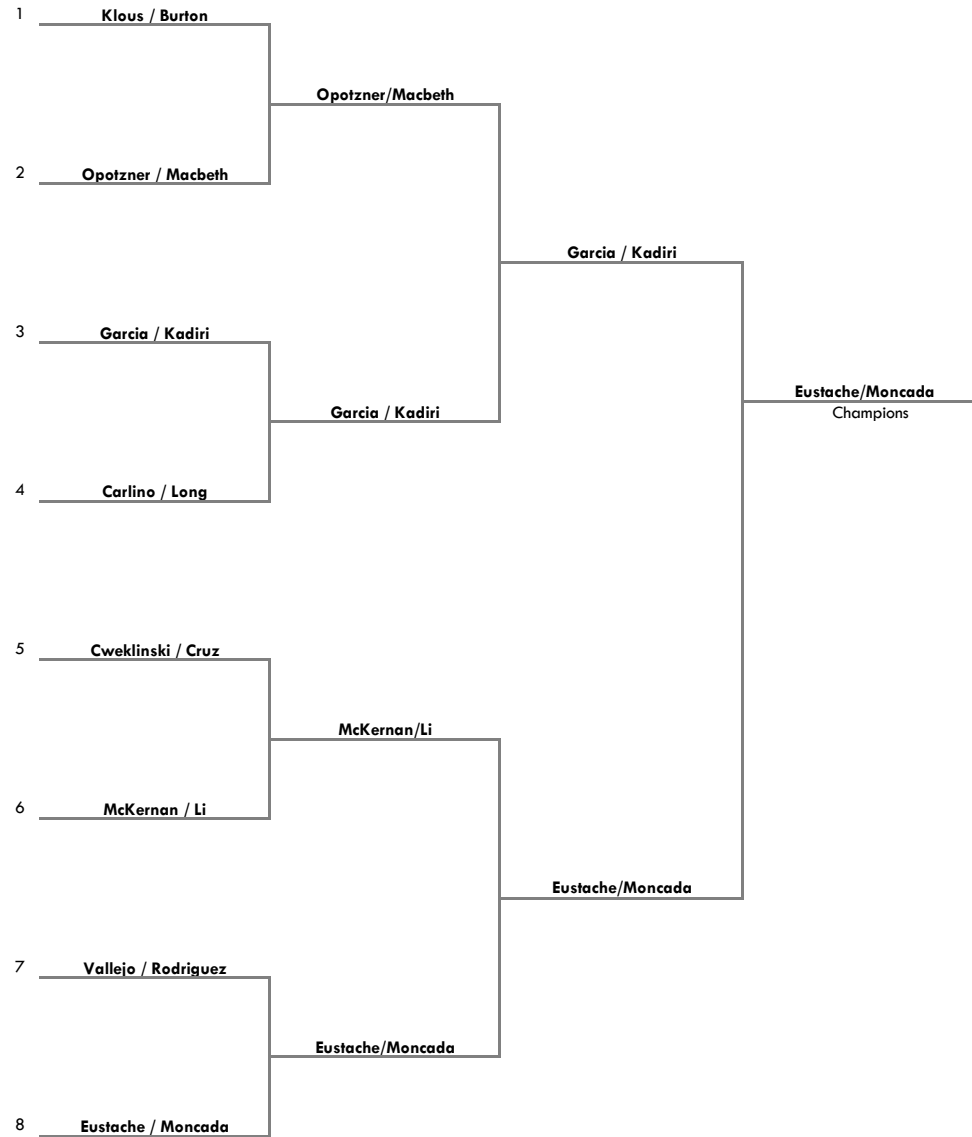 1 Klous / Burton
Opotzner/Macbeth
2 Opotzner / Macbeth
Garcia / Kadiri
3 Garcia / Kadiri
Eustache/Moncada
Champions
Garcia / Kadiri
4 Carlino / Long
5 Cweklinski / Cruz
McKernan/Li
6 McKernan / Li
Eustache/Moncada
7 Vallejo / Rodriguez
Eustache/Moncada
8 Eustache / Moncada